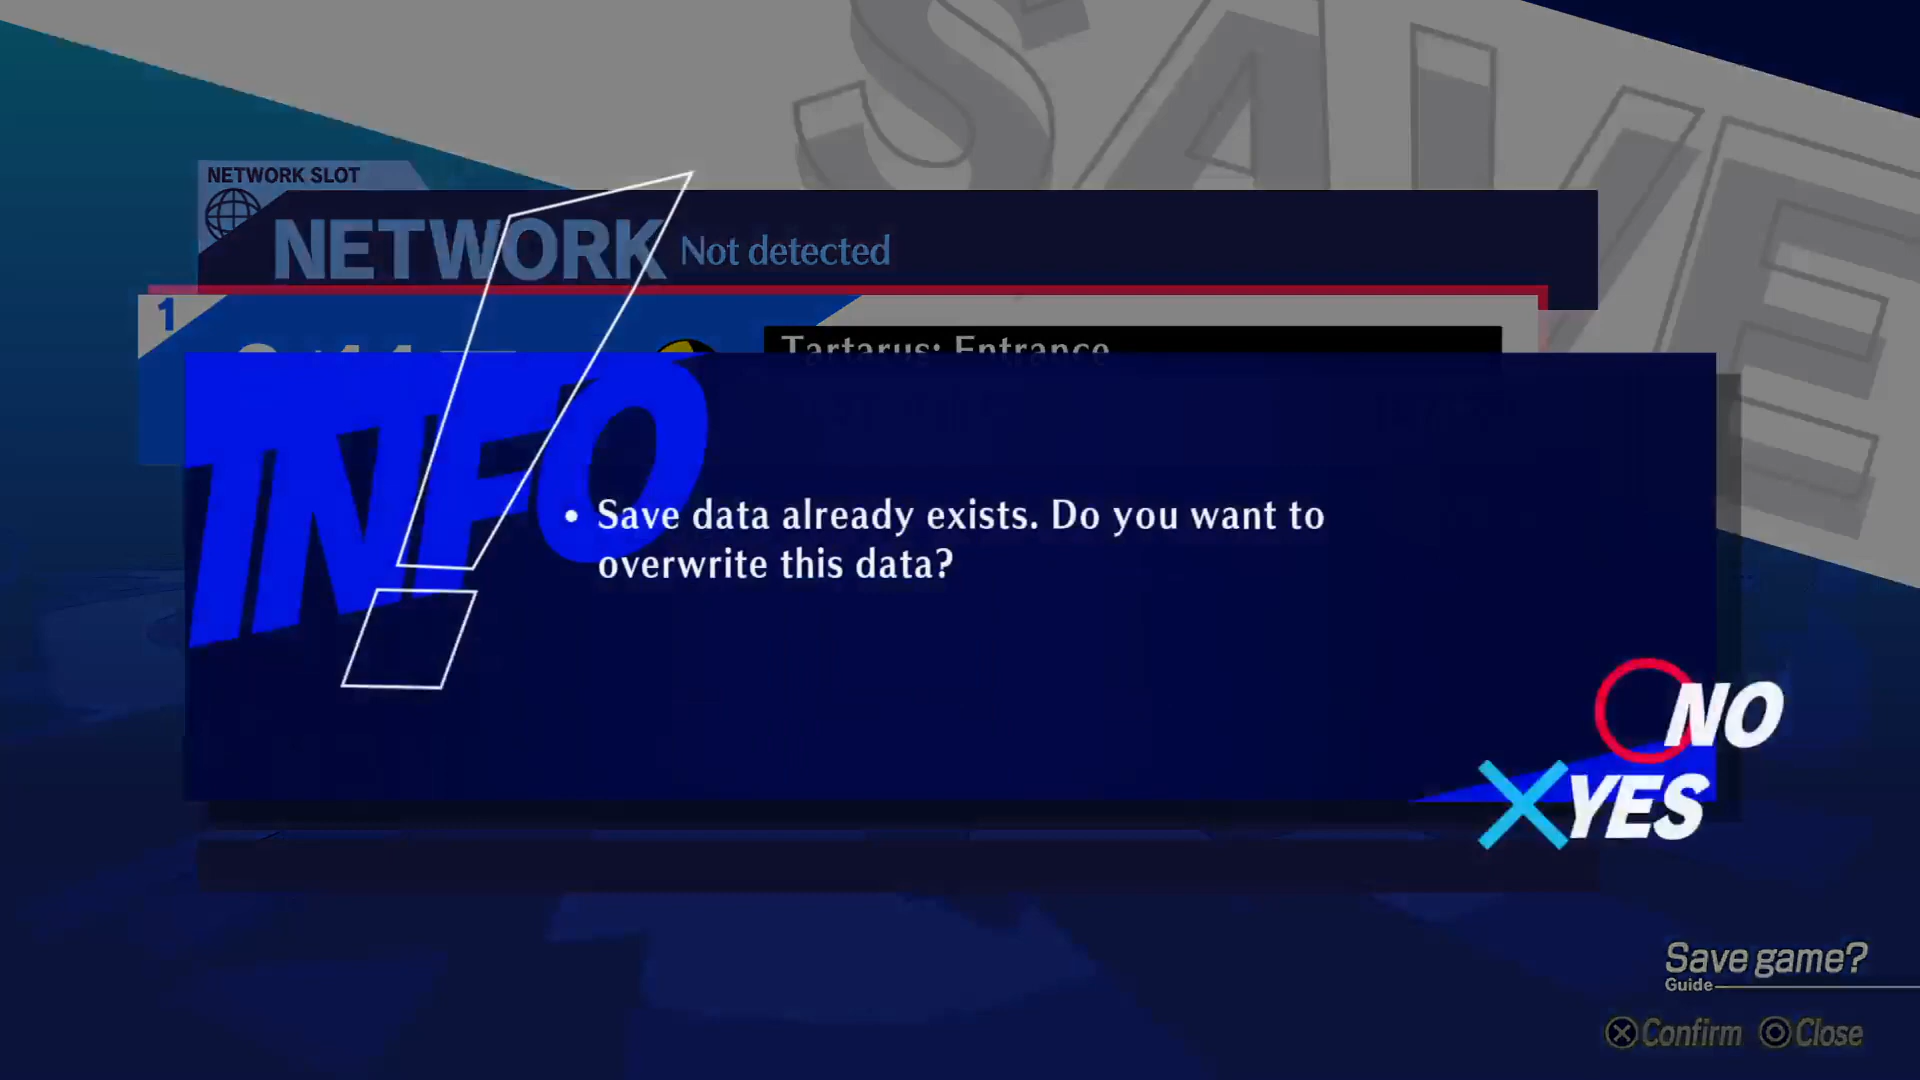 SAVE
NETWORK SLOT
NETWORK Not detected
1
Tartarus: Entrance
INFO
• Save data already exists. Do you want to
overwrite this data?
NO
YES
Save game?
Guide
Confirm Close